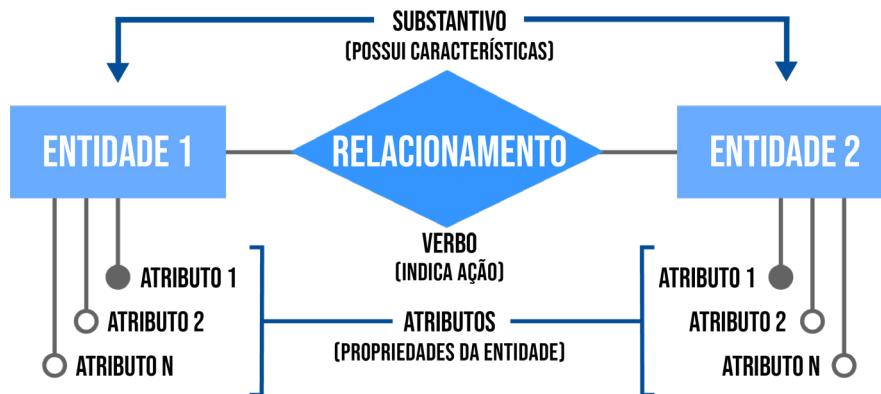 SUBSTANTIVO
(POSSUI CARACTERÍSTICAS)
ENTIDADE 1
RELACIONAMENTO
ENTIDADE 2
VERBO
(INDICA AÇÃO)
ATRIBUTO 1
ATRIBUTO 2
ATRIBUTO N
ATRIBUTOS
(PROPRIEDADES DA ENTIDADE)
ATRIBUTO 1
ATRIBUTO 2
ATRIBUTO N